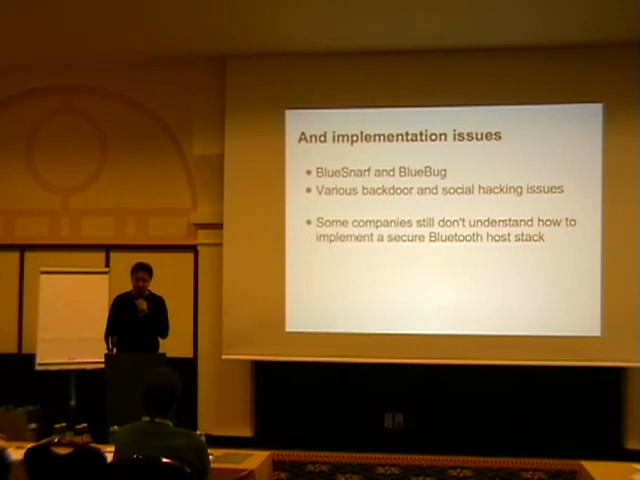 And implementation issues
BlueSnarf and BlueBug
Various backdoor and social hacking issues
Some companies still don't understand how to
implement a secure Bluetooth host stack